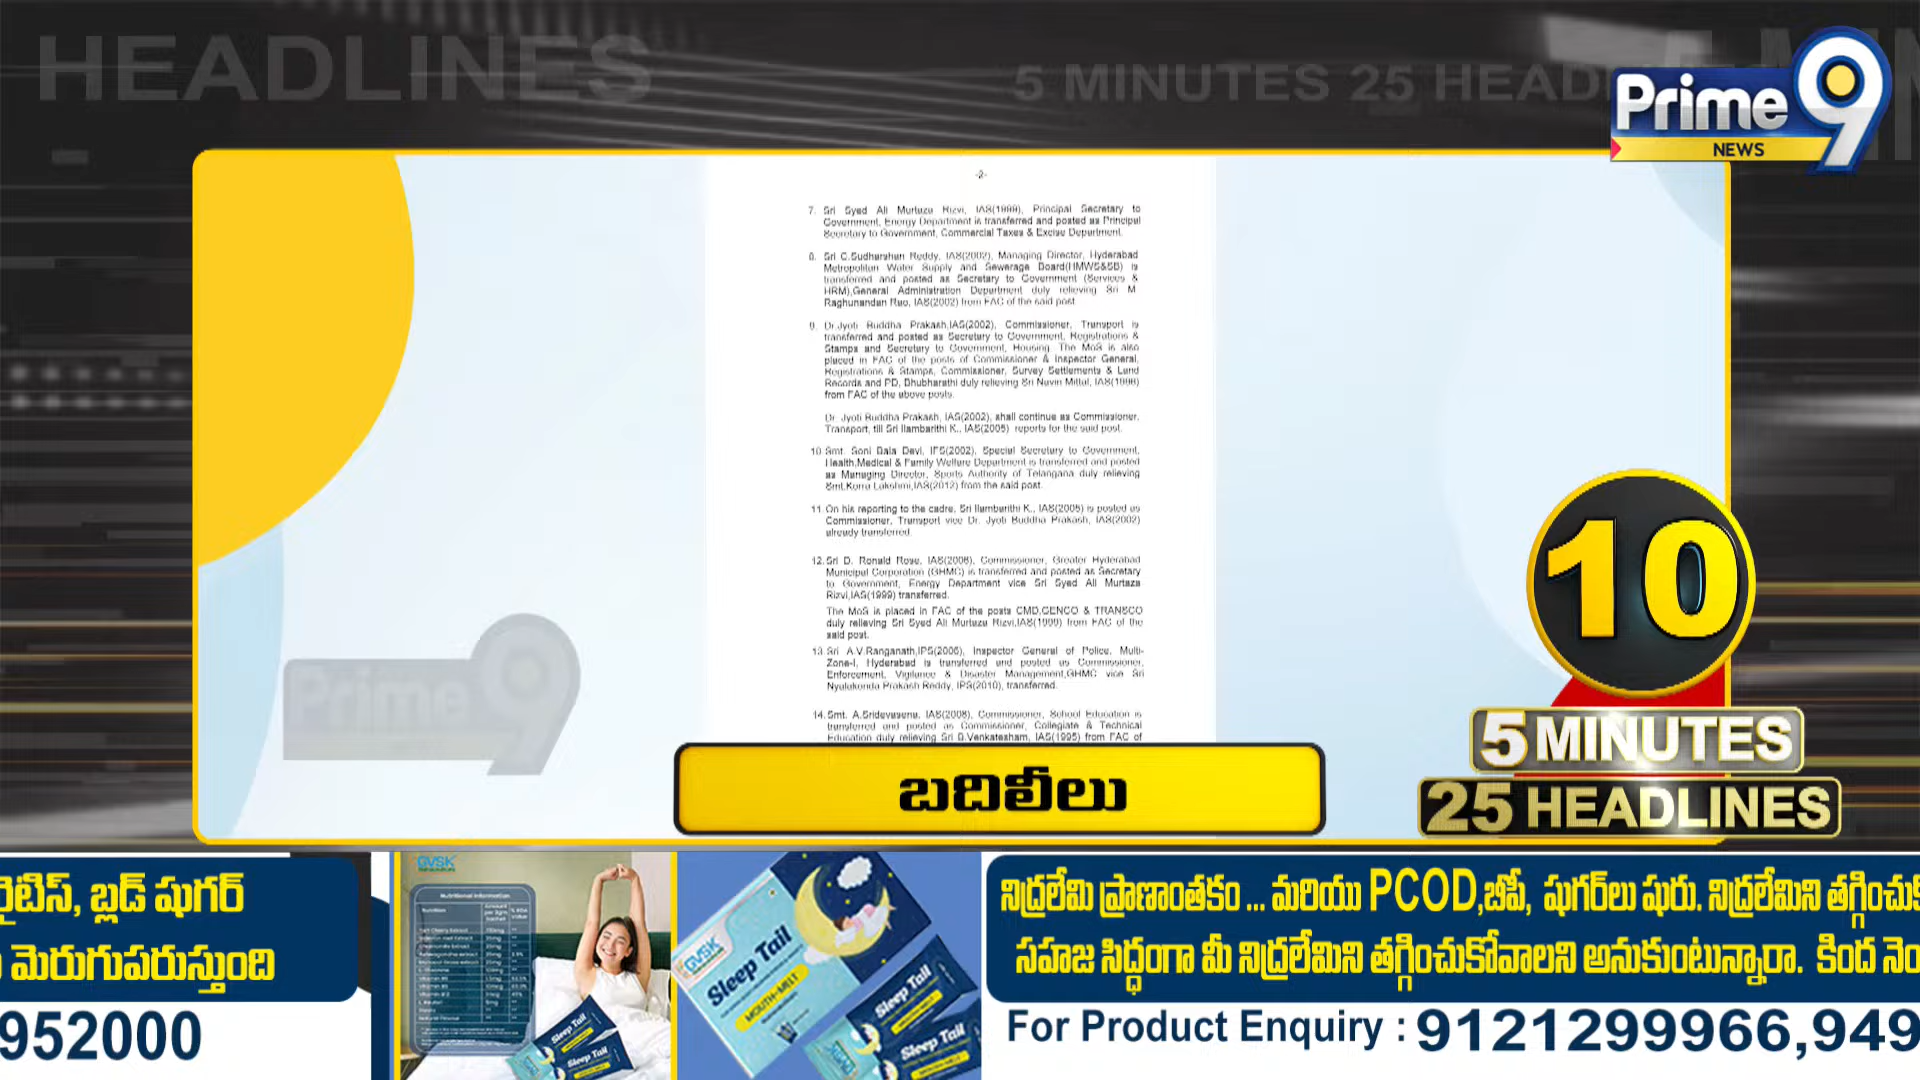 HEADLINES
5 MINUTES 25 HEADL
Prime9
NEWS
-2-
7. Sri Syed Ali Murtaza Rizvi, IAS(1999), Principal Secretary to
Government, Energy Department is transferred and posted as Principal
Secretary to Government, Commercial Taxes & Excise Department.
8. Sri C.Sudharshan Reddy, IAS(2002), Managing Director, Hyderabad
Metropolitan Water Supply and Sewerage Board(HMWS&SB) is
transferred and posted as Secretary to Government (Services &
HRM),General Administration Department duly relieving Sri M
Raghunandan Rao, IAS(2002) from FAC of the said post
9. Dr.Jyoti Buddha Prakash,IAS(2002), Commissioner, Transport is
transferred and posted as Secretary to Government, Registrations &
Stamps and Secretary to Government, Housing. The MoS is also
placed in FAC of the posts of Commissioner & Inspector General,
Registrations & Stamps, Commissioner, Survey Settlements & Land
Records and PD, Bhubharathi duly relieving Sri Navin Mittal, IAS(1996)
from FAC of the above posts.
Dr. Jyoti Buddha Prakash, IAS(2002), shall continue as Commissioner,
Transport, till Sri Ilambarithi K., IAS(2005) reports for the said post.
10. Smt. Soni Bala Devi, IFS(2002), Special Secretary to Government,
Health,Medical & Family Welfare Department is transferred and posted
as Managing Director, Sports Authority of Telangana duly relieving
Smt.Korra Lakshmi,IAS(2012) from the said post.
11. On his reporting to the cadre, Sri Ilambarithi K., IAS(2005) is posted as
Commissioner, Transport vice Dr. Jyoti Buddha Prakash, IAS(2002)
already transferred.
12. Sri D. Ronald Rose, IAS(2006), Commissioner, Greater Hyderabad
Municipal Corporation (GHMC) is transferred and posted as Secretary
to Government, Energy Department vice Sri Syed Ali Murtaza
Rizvi,IAS(1999) transferred.
The MoS is placed in FAC of the posts CMD,GENCO & TRANSCO
duly relieving Sri Syed Ali Murtaza Rizvi,IAS(1999) from FAC of the
said post.
13. Sri A.V.Ranganath,IPS(2006), Inspector General of Police, Multi-
Zone-I, Hyderabad is transferred and posted as Commissioner,
Enforcement, Vigilance & Disaster Management,GHMC vice Sri
Nyalakonda Prakash Reddy, IPS(2010), transferred.
14. Smt. A.Sridevasena, IAS(2008), Commissioner, School Education is
transferred and posted as Commissioner, Collegiate & Technical
Education duly relieving Sri B.Venkatesham, IAS(1995) from FAC of
Prime9
10
5 MINUTES
25 HEADLINES
బదిలీలు
రైటిస్, బ్లడ్ షుగర్
మెరుగుపరుస్తుంది
952000
GVSK
Nutritional Information
GVSK
Sleep Tail
MOUTH-MELT
Sleep Tail
Sleep Tail
Sleep Tail
Sleep Tail
నిద్రలేమి ప్రాణాంతకం ... మరియు PCOD,బీపీ, షుగర్‌లు షురు. నిద్రలేమిని తగ్గించుకో
సహజ సిద్ధంగా మీ నిద్రలేమిని తగ్గించుకోవాలని అనుకుంటున్నారా. కింద నెం
For Product Enquiry : 9121299966,949